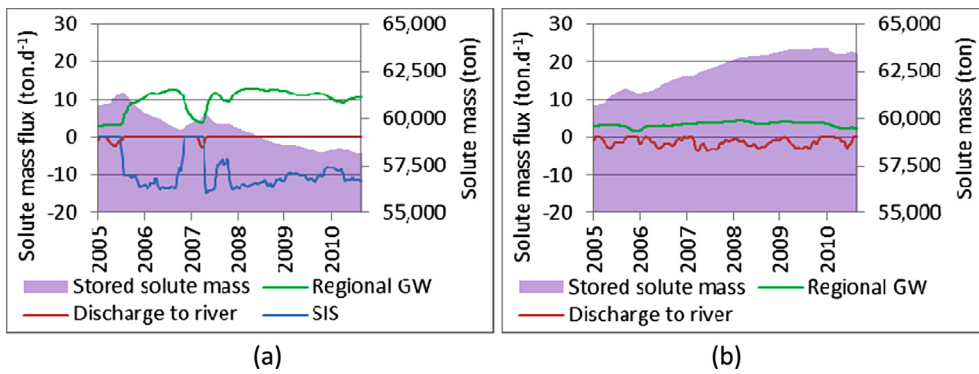 Solute mass flux (ton.d⁻¹)
30
20
10
0
-10
-20
65,000
62,500
60,000
57,500
55,000
Solute mass (ton)
2005
2006
2007
2008
2009
2010
Stored solute mass
Regional GW
Discharge to river
SIS
(a)
Solute mass flux (ton.d⁻¹)
30
20
10
0
-10
-20
65,000
62,500
60,000
57,500
55,000
Solute mass (ton)
2005
2006
2007
2008
2009
2010
Stored solute mass
Regional GW
Discharge to river
(b)